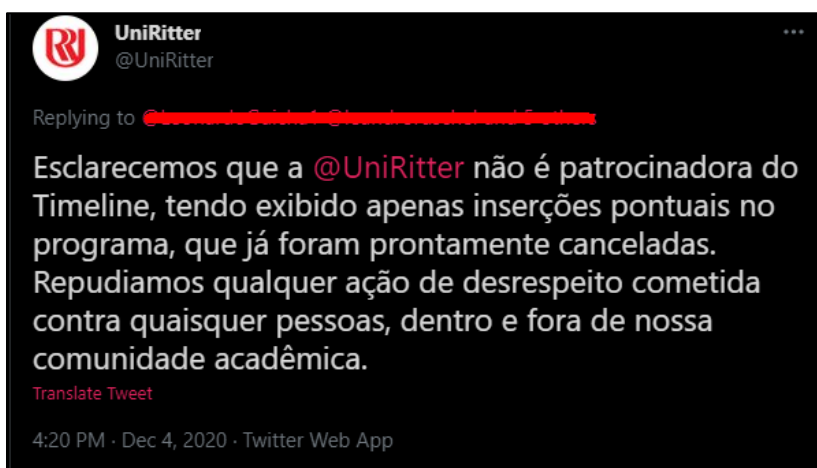 UniRitter
@UniRitter
Replying to
Esclarecemos que a @UniRitter não é patrocinadora do
Timeline, tendo exibido apenas inserções pontuais no
programa, que já foram prontamente canceladas.
Repudiamos qualquer ação de desrespeito cometida
contra quaisquer pessoas, dentro e fora de nossa
comunidade acadêmica.
Translate Tweet
4:20 PM · Dec 4, 2020 · Twitter Web App